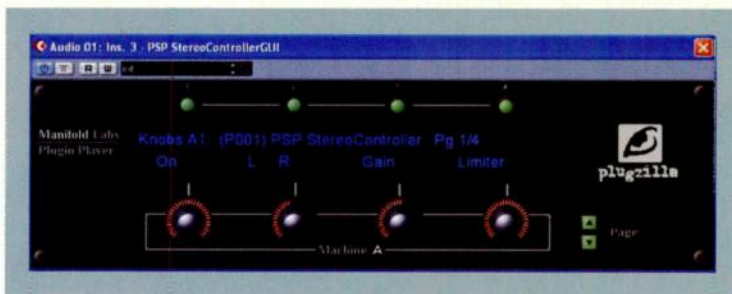 Audio 01: Ins. 3 - PSP StereoControllerGUI
R W
Manifold Labs
Plugin Player
Knobs A1 (P001) PSP StereoController Pg 1/4
On L R Gain Limiter
plugzilla
Page
Machine A